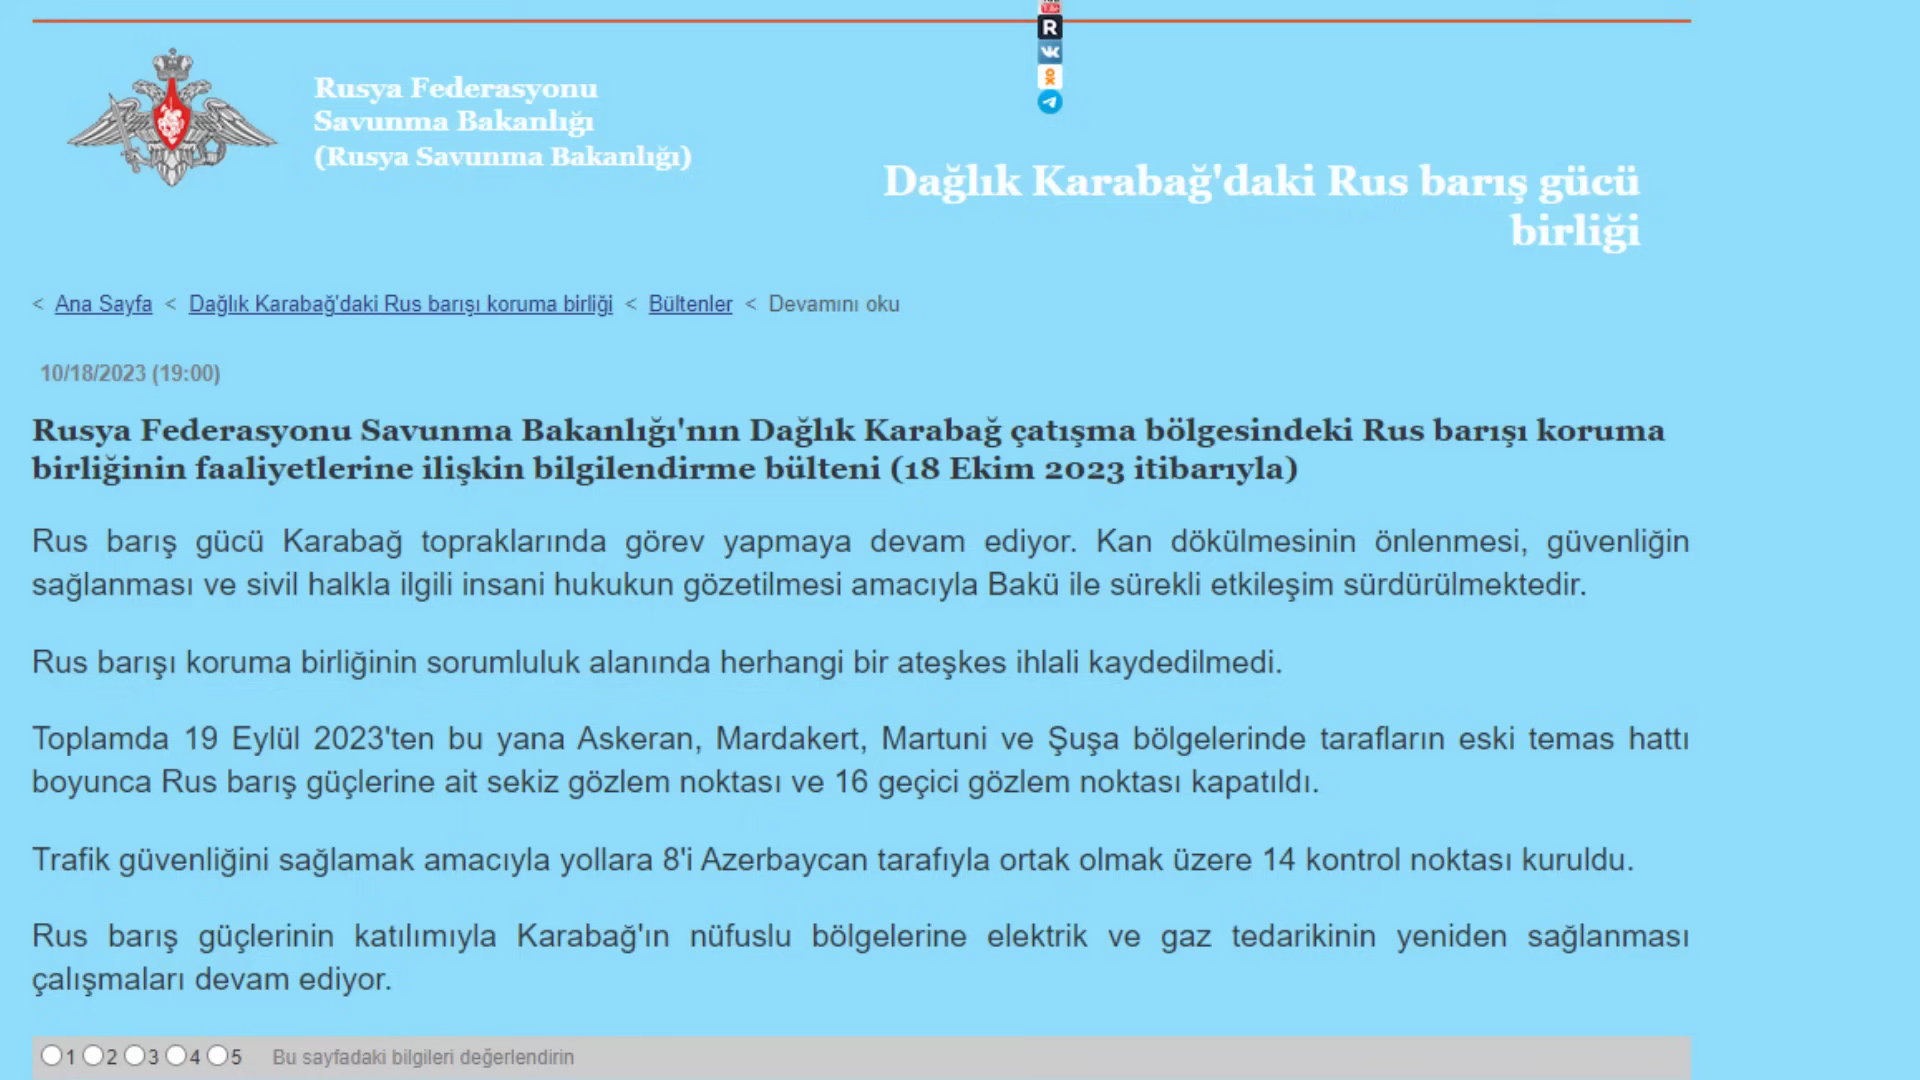 Rusya Federasyonu
Savunma Bakanlığı
(Rusya Savunma Bakanlığı)
Dağlık Karabağ'daki Rus barış gücü
birliği
< Ana Sayfa < Dağlık Karabağ'daki Rus barışı koruma birliği < Bültenler < Devamını oku
10/18/2023 (19:00)
Rusya Federasyonu Savunma Bakanlığı'nın Dağlık Karabağ çatışma bölgesindeki Rus barışı koruma
birliğinin faaliyetlerine ilişkin bilgilendirme bülteni (18 Ekim 2023 itibarıyla)
Rus barış gücü Karabağ topraklarında görev yapmaya devam ediyor. Kan dökülmesinin önlenmesi, güvenliğin
sağlanması ve sivil halkla ilgili insani hukukun gözetilmesi amacıyla Bakü ile sürekli etkileşim sürdürülmektedir.
Rus barışı koruma birliğinin sorumluluk alanında herhangi bir ateşkes ihlali kaydedilmedi.
Toplamda 19 Eylül 2023'ten bu yana Askeran, Mardakert, Martuni ve Şuşa bölgelerinde tarafların eski temas hattı
boyunca Rus barış güçlerine ait sekiz gözlem noktası ve 16 geçici gözlem noktası kapatıldı.
Trafik güvenliğini sağlamak amacıyla yollara 8'i Azerbaycan tarafıyla ortak olmak üzere 14 kontrol noktası kuruldu.
Rus barış güçlerinin katılımıyla Karabağ'ın nüfuslu bölgelerine elektrik ve gaz tedarikinin yeniden sağlanması
çalışmaları devam ediyor.
1 2 3 4 5 Bu sayfadaki bilgileri değerlendirin